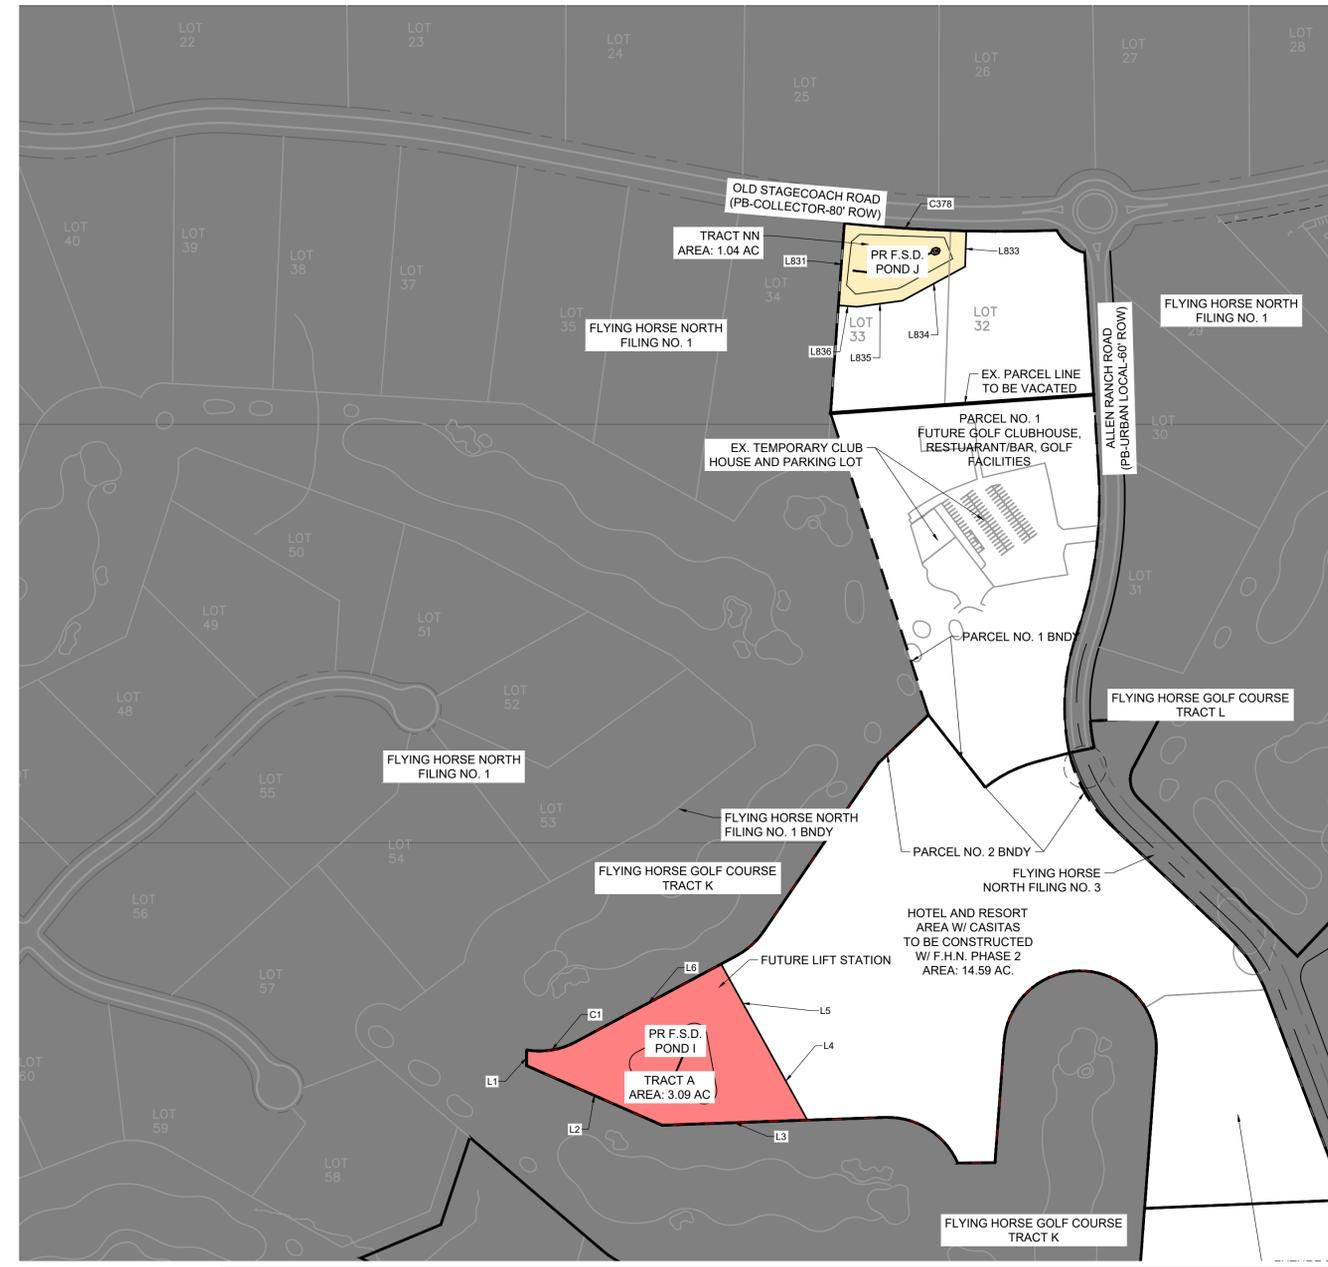 LOT
22
LOT
23
LOT
24
LOT
25
LOT
26
LOT
27
LOT
28
OLD STAGECOACH ROAD
(PB-COLLECTOR-80' ROW)
C378
TRACT NN
AREA: 1.04 AC
L831
PR F.S.D.
POND J
L833
LOT
40
LOT
39
LOT
38
LOT
37
LOT
35
LOT
34
LOT
33
LOT
32
L834
L835
L836
FLYING HORSE NORTH
FILING NO. 1
FLYING HORSE NORTH
FILING NO. 1
29
ALLEN RANCH ROAD
(PB-URBAN LOCAL-60' ROW)
EX. PARCEL LINE
TO BE VACATED
PARCEL NO. 1
FUTURE GOLF CLUBHOUSE,
RESTUARANT/BAR, GOLF
FACILITIES
LOT
30
EX. TEMPORARY CLUB
HOUSE AND PARKING LOT
LOT
50
LOT
49
LOT
51
LOT
31
PARCEL NO. 1 BNDY
LOT
48
LOT
52
FLYING HORSE GOLF COURSE
TRACT L
FLYING HORSE NORTH
FILING NO. 1
LOT
55
LOT
53
LOT
54
FLYING HORSE NORTH
FILING NO. 1 BNDY
PARCEL NO. 2 BNDY
FLYING HORSE GOLF COURSE
TRACT K
FLYING HORSE
NORTH FILING NO. 3
LOT
56
HOTEL AND RESORT
AREA W/ CASITAS
TO BE CONSTRUCTED
W/ F.H.N. PHASE 2
AREA: 14.59 AC.
LOT
57
L6
FUTURE LIFT STATION
C1
L5
PR F.S.D.
POND I
L4
LOT
60
L1
TRACT A
AREA: 3.09 AC
L2
L3
LOT
59
LOT
58
FLYING HORSE GOLF COURSE
TRACT K